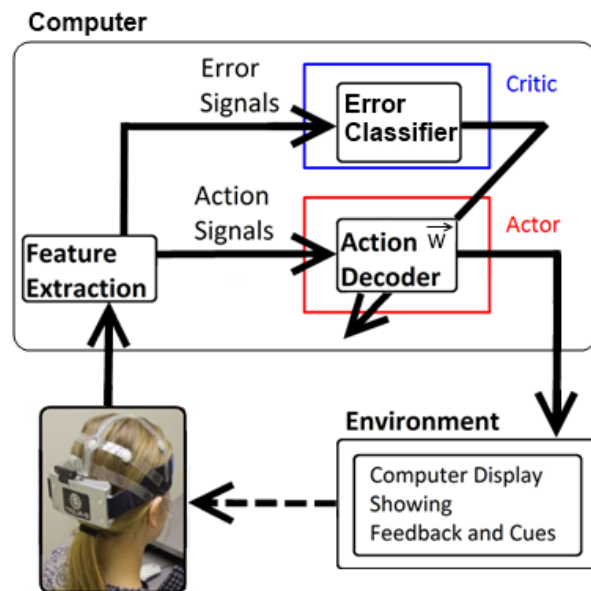 Computer
Error
Signals
Error
Classifier
Critic
Action
Signals
Action W
Decoder
Actor
Feature
Extraction
Environment
Computer Display
Showing
Feedback and Cues